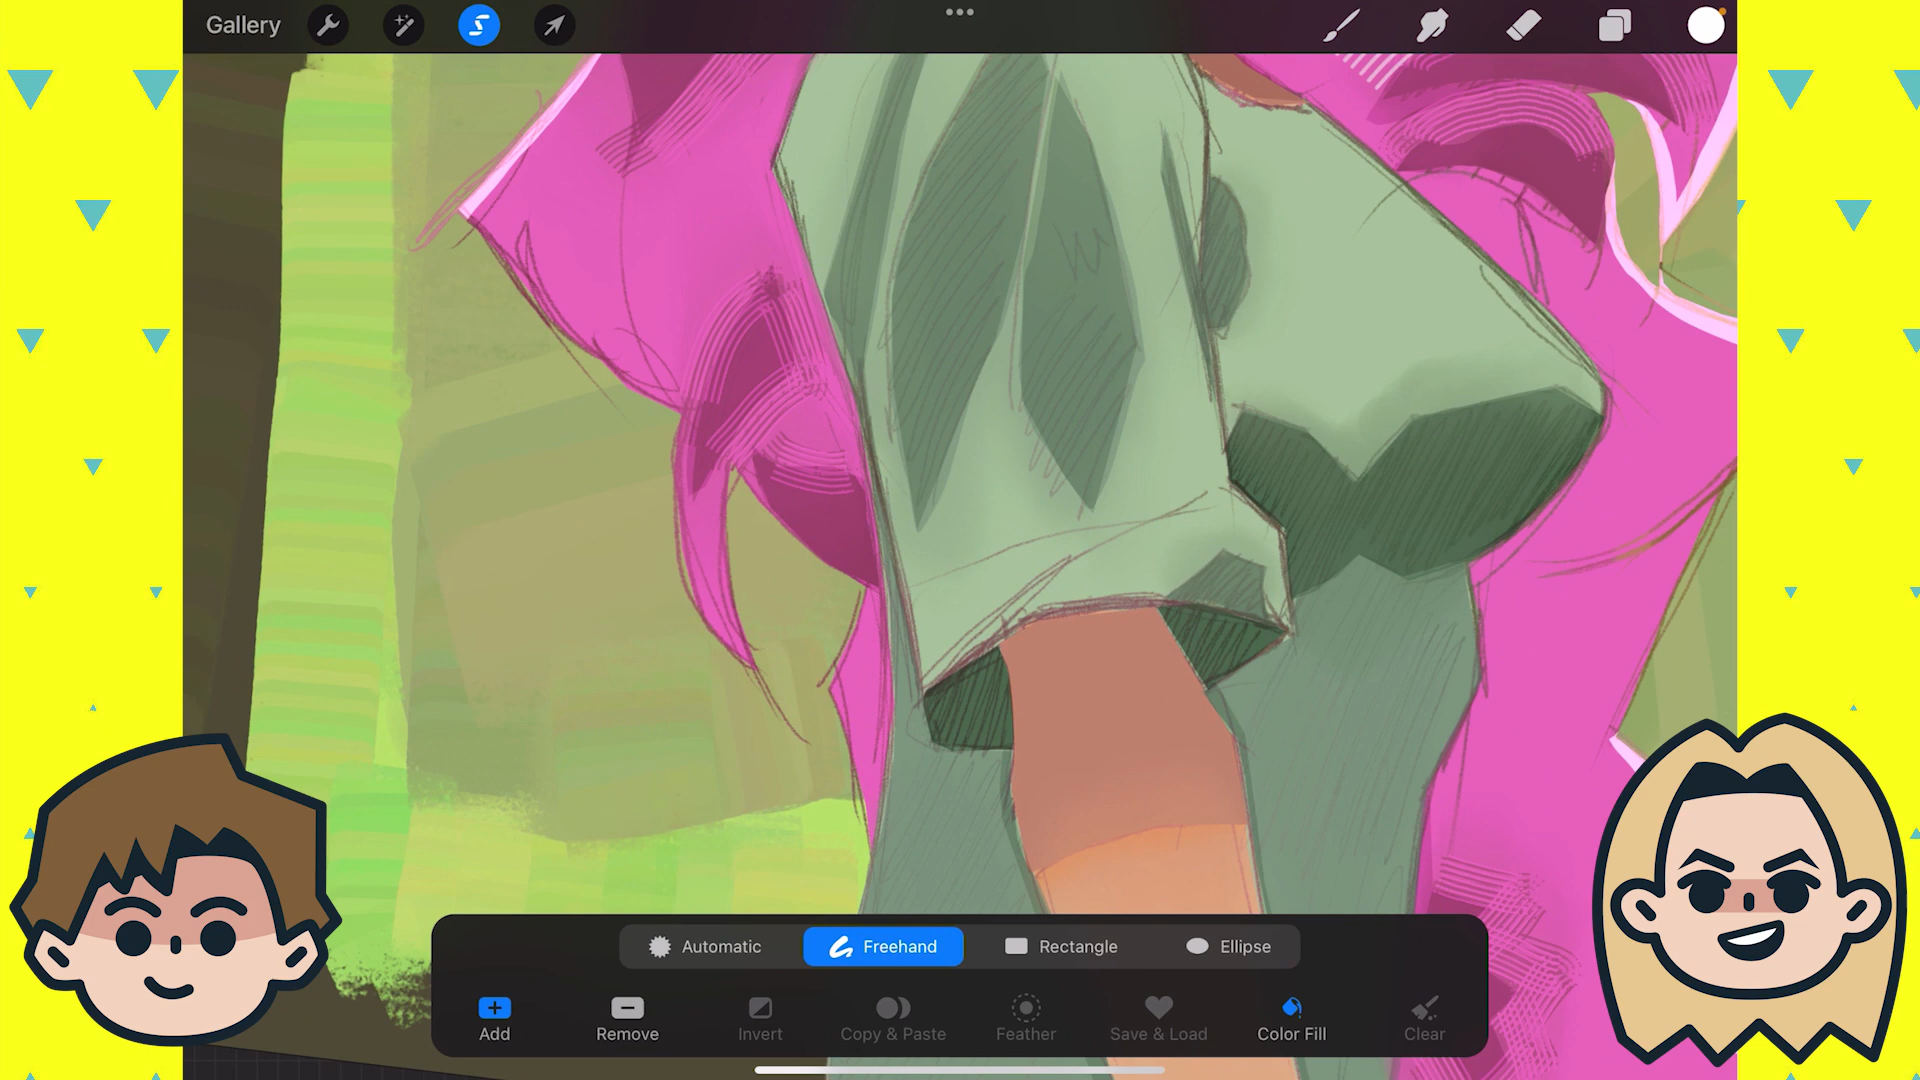 Gallery
Automatic Freehand Rectangle Ellipse
Add Remove Invert Copy & Paste Feather Save & Load Color Fill Clear